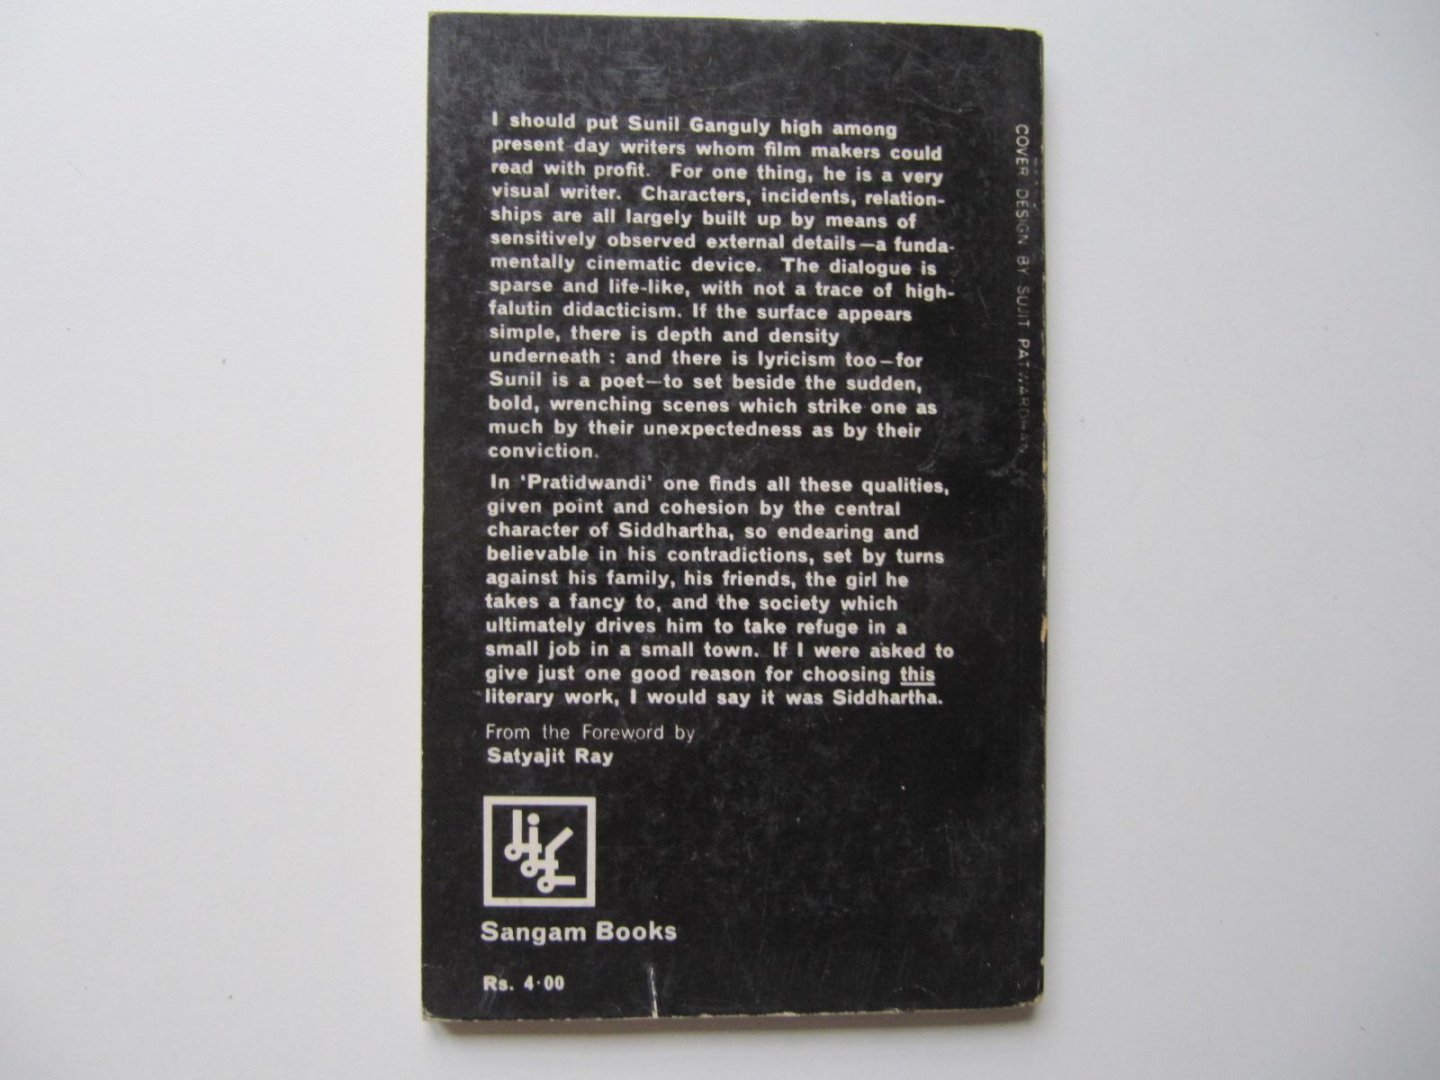 I should put Sunil Ganguly high among
present day writers whom film makers could
read with profit. For one thing, he is a very
visual writer. Characters, incidents, relation-
ships are all largely built up by means of
sensitively observed external details—a funda-
mentally cinematic device. The dialogue is
sparse and life-like, with not a trace of high-
falutin didacticism. If the surface appears
simple, there is depth and density
underneath : and there is lyricism too—for
Sunil is a poet—to set beside the sudden,
bold, wrenching scenes which strike one as
much by their unexpectedness as by their
conviction.
In ‘Pratidwandi’ one finds all these qualities,
given point and cohesion by the central
character of Siddhartha, so endearing and
believable in his contradictions, set by turns
against his family, his friends, the girl he
takes a fancy to, and the society which
ultimately drives him to take refuge in a
small job in a small town. If I were asked to
give just one good reason for choosing this
literary work, I would say it was Siddhartha.
From the Foreword by
Satyajit Ray
Sangam Books
Rs. 4·00
COVER DESIGN BY SUJIT PATWARDHAN